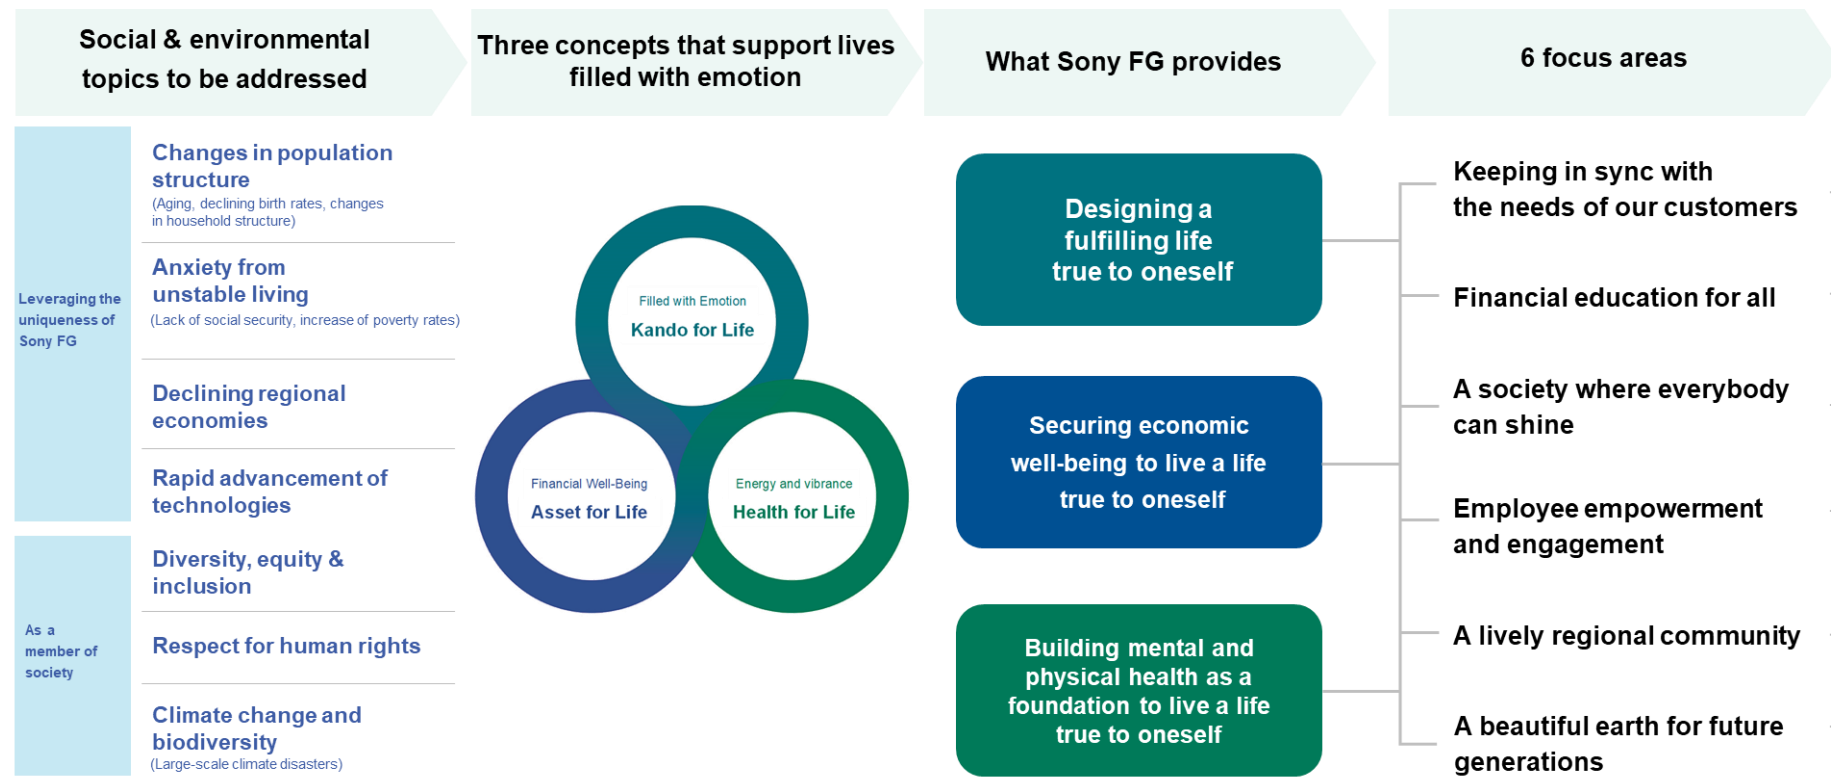 Social & environmental
topics to be addressed
Three concepts that support lives
filled with emotion
What Sony FG provides
6 focus areas
Leveraging the
uniqueness of
Sony FG
Changes in population
structure
(Aging, declining birth rates, changes
in household structure)
Anxiety from
unstable living
(Lack of social security, increase of poverty rates)
Declining regional
economies
Rapid advancement of
technologies
As a
member of
society
Diversity, equity &
inclusion
Respect for human rights
Climate change and
biodiversity
(Large-scale climate disasters)
Filled with Emotion
Kando for Life
Financial Well-Being
Asset for Life
Energy and vibrance
Health for Life
Designing a
fulfilling life
true to oneself
Securing economic
well-being to live a life
true to oneself
Building mental and
physical health as a
foundation to live a life
true to oneself
Keeping in sync with
the needs of our customers
Financial education for all
A society where everybody
can shine
Employee empowerment
and engagement
A lively regional community
A beautiful earth for future
generations